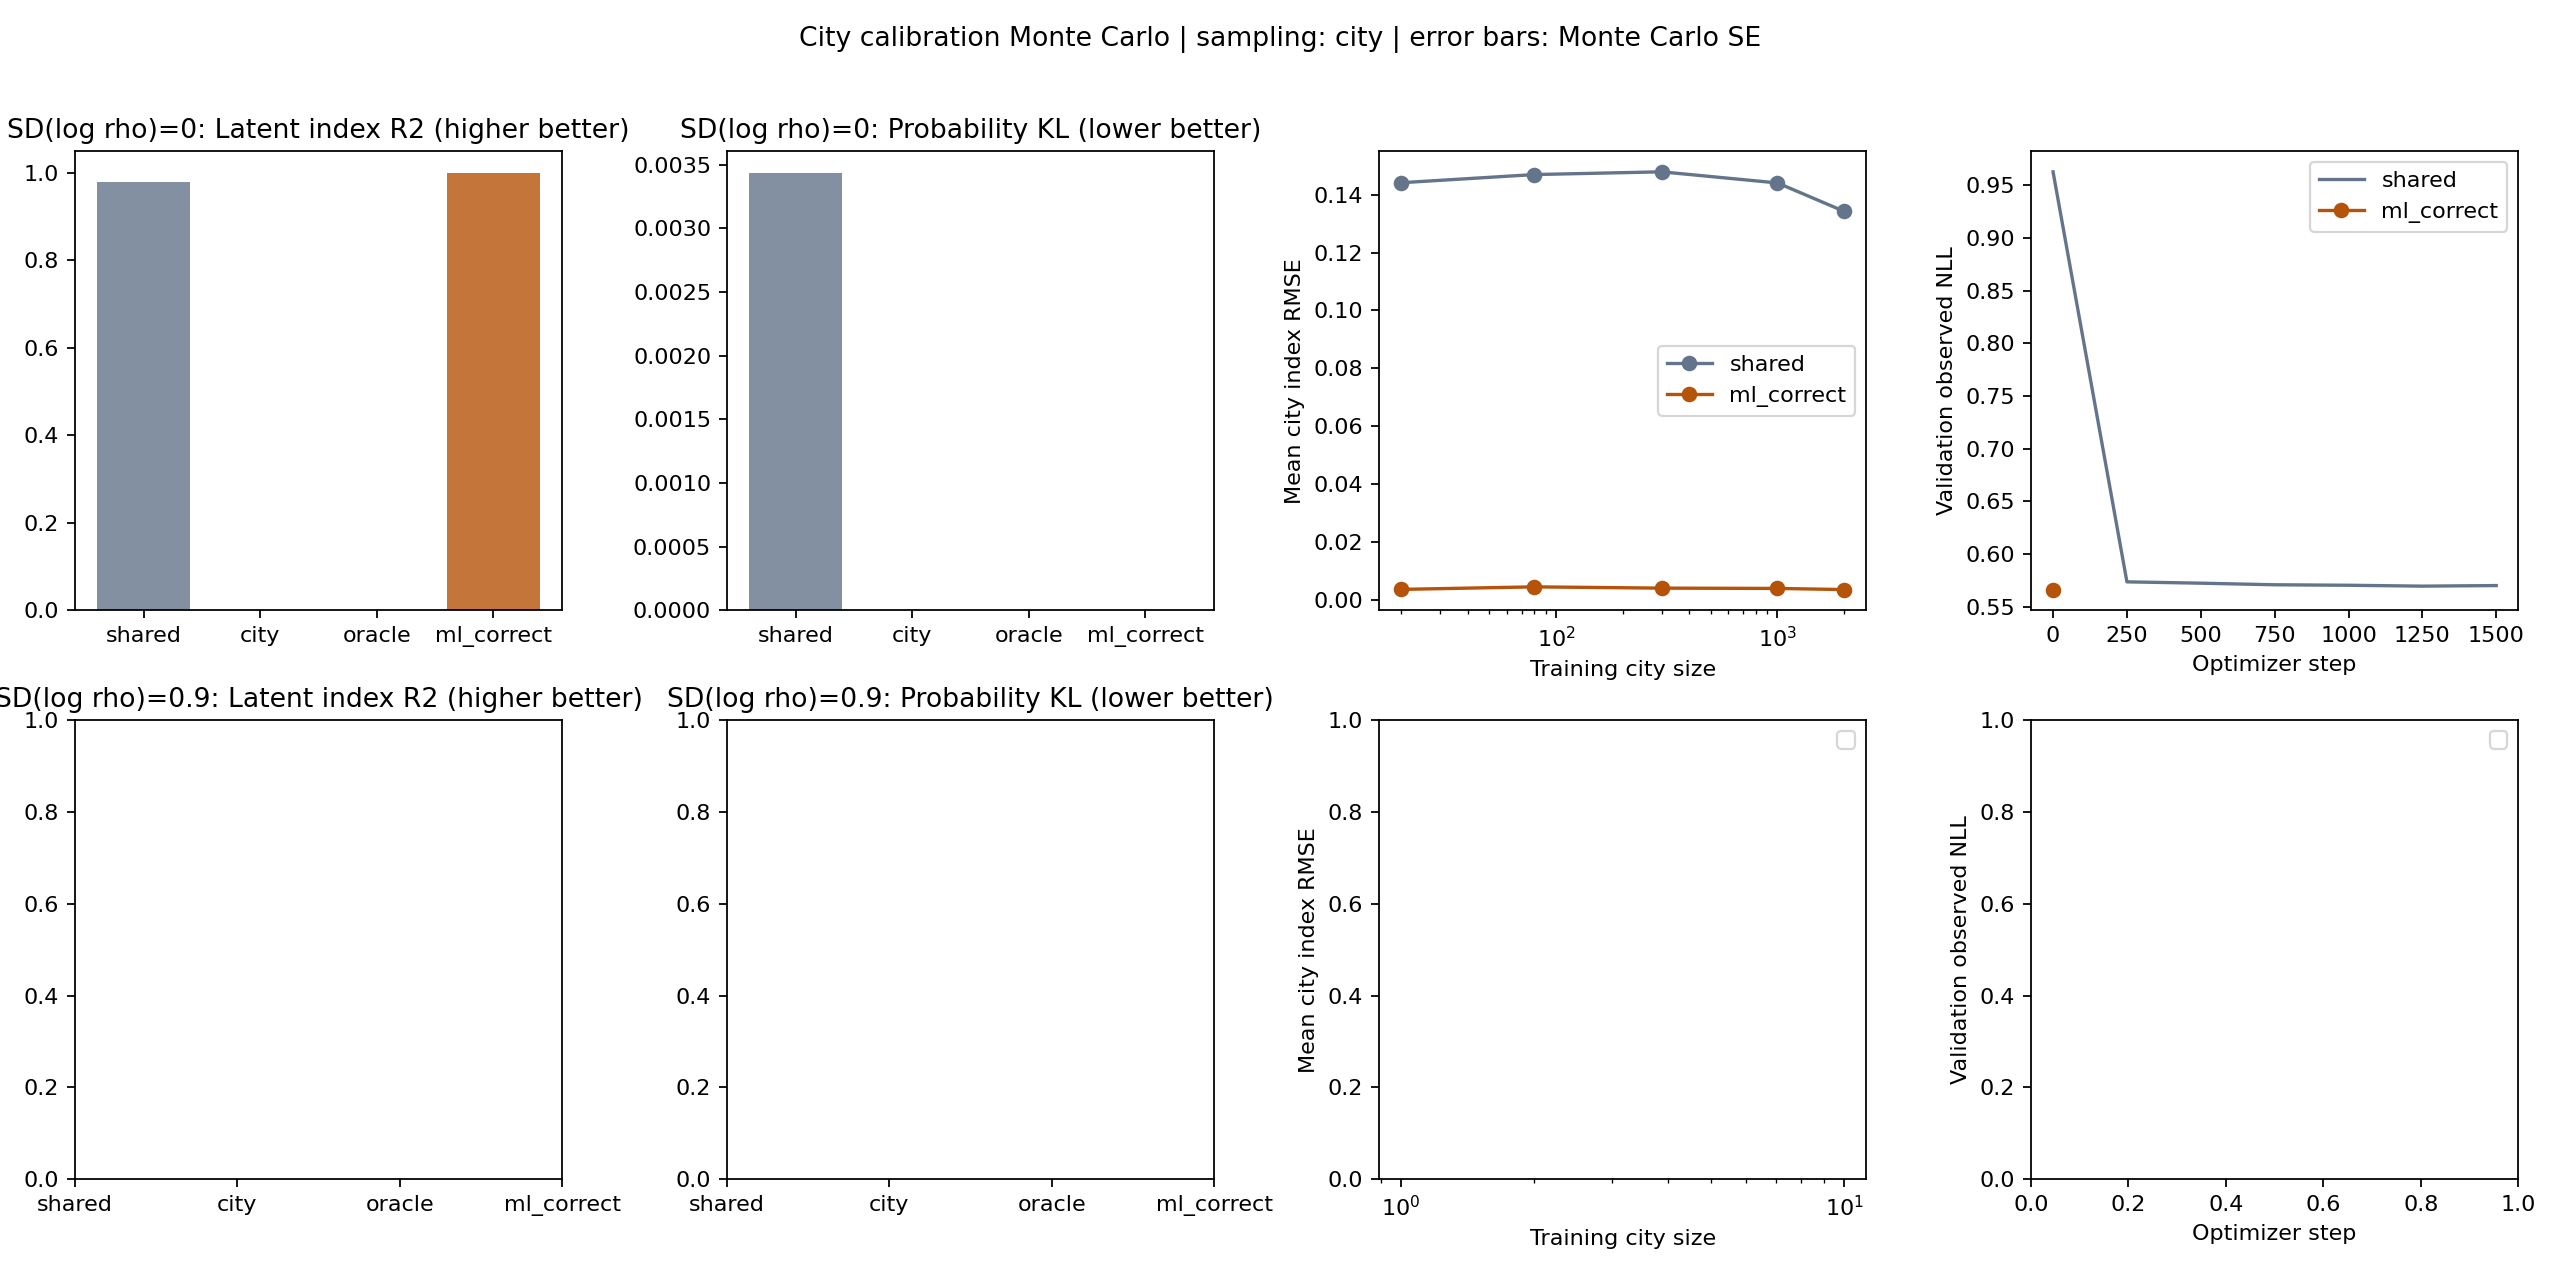 City calibration Monte Carlo | sampling: city | error bars: Monte Carlo SE
SD(log rho)=0: Latent index R2 (higher better)
1.0
0.8
0.6
0.4
0.2
0.0
shared city oracle ml_correct
SD(log rho)=0: Probability KL (lower better)
0.0035
0.0030
0.0025
0.0020
0.0015
0.0010
0.0005
0.0000
shared city oracle ml_correct
Mean city index RMSE
0.14
0.12
0.10
0.08
0.06
0.04
0.02
0.00
shared
ml_correct
10² 10³
Training city size
Validation observed NLL
0.95
0.90
0.85
0.80
0.75
0.70
0.65
0.60
0.55
shared
ml_correct
0 250 500 750 1000 1250 1500
Optimizer step
SD(log rho)=0.9: Latent index R2 (higher better)
1.0
0.8
0.6
0.4
0.2
0.0
shared city oracle ml_correct
SD(log rho)=0.9: Probability KL (lower better)
1.0
0.8
0.6
0.4
0.2
0.0
shared city oracle ml_correct
Mean city index RMSE
1.0
0.8
0.6
0.4
0.2
0.0
10⁰ 10¹
Training city size
Validation observed NLL
1.0
0.8
0.6
0.4
0.2
0.0
0.0 0.2 0.4 0.6 0.8 1.0
Optimizer step